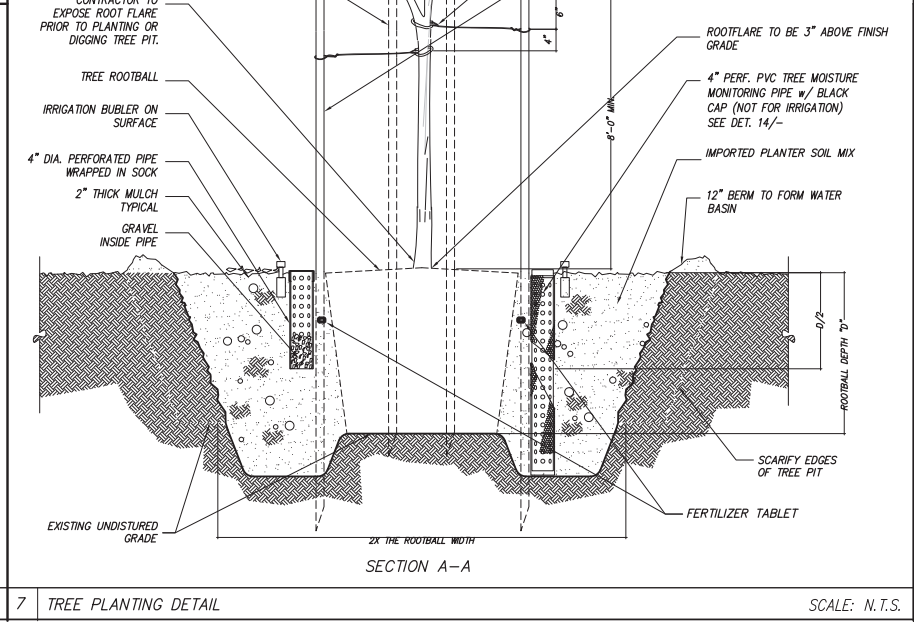 CONTRACTOR TO
EXPOSE ROOT FLARE
PRIOR TO PLANTING OR
DIGGING TREE PIT.
TREE ROOTBALL
IRRIGATION BUBLER ON
SURFACE
4" DIA. PERFORATED PIPE
WRAPPED IN SOCK
2" THICK MULCH
TYPICAL
GRAVEL
INSIDE PIPE
EXISTING UNDISTURED
GRADE
6"
4"
8'-0" MIN.
ROOTFLARE TO BE 3" ABOVE FINISH
GRADE
4" PERF. PVC TREE MOISTURE
MONITORING PIPE w/ BLACK
CAP (NOT FOR IRRIGATION)
SEE DET. 14/-
IMPORTED PLANTER SOIL MIX
12" BERM TO FORM WATER
BASIN
D/2
ROOTBALL DEPTH "D"
SCARIFY EDGES
OF TREE PIT
FERTILIZER TABLET
2X THE ROOTBALL WIDTH
SECTION A-A
7 TREE PLANTING DETAIL
SCALE: N.T.S.